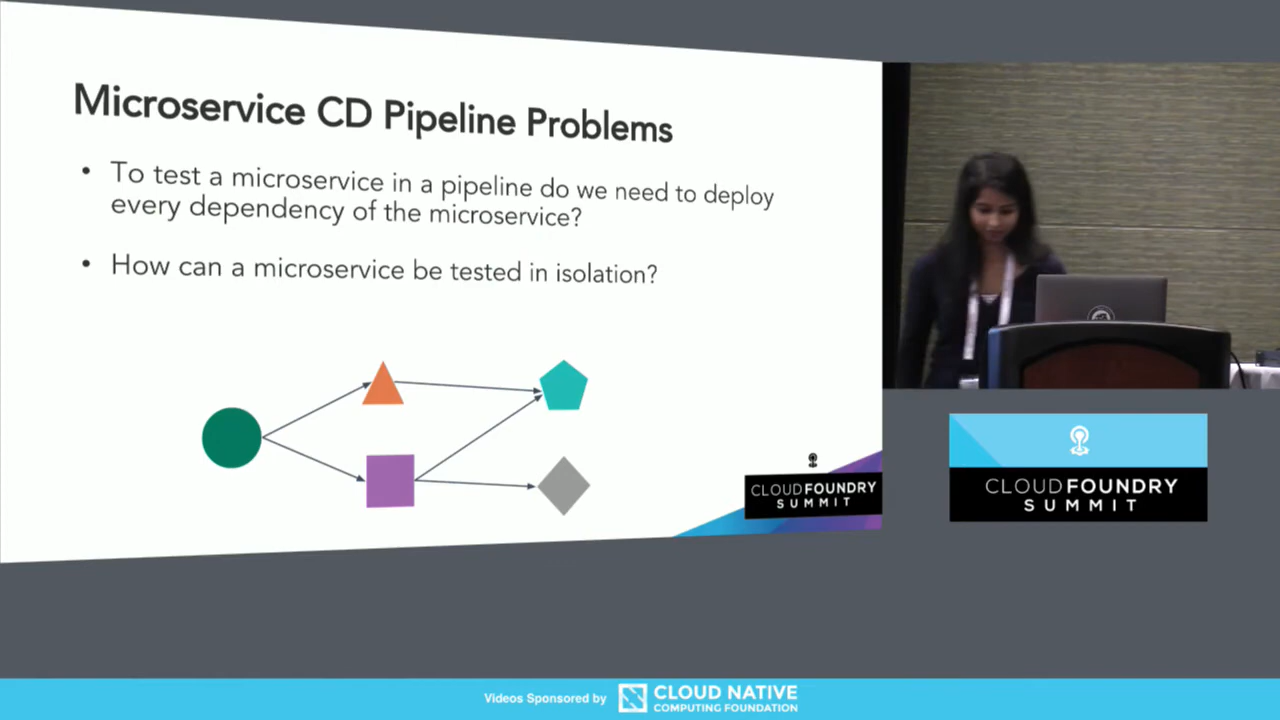 Microservice CD Pipeline Problems
• To test a microservice in a pipeline do we need to deploy
every dependency of the microservice?
• How can a microservice be tested in isolation?
CLOUDFOUNDRY
SUMMIT
CLOUDFOUNDRY
SUMMIT
Videos Sponsored by
CLOUD NATIVE
COMPUTING FOUNDATION